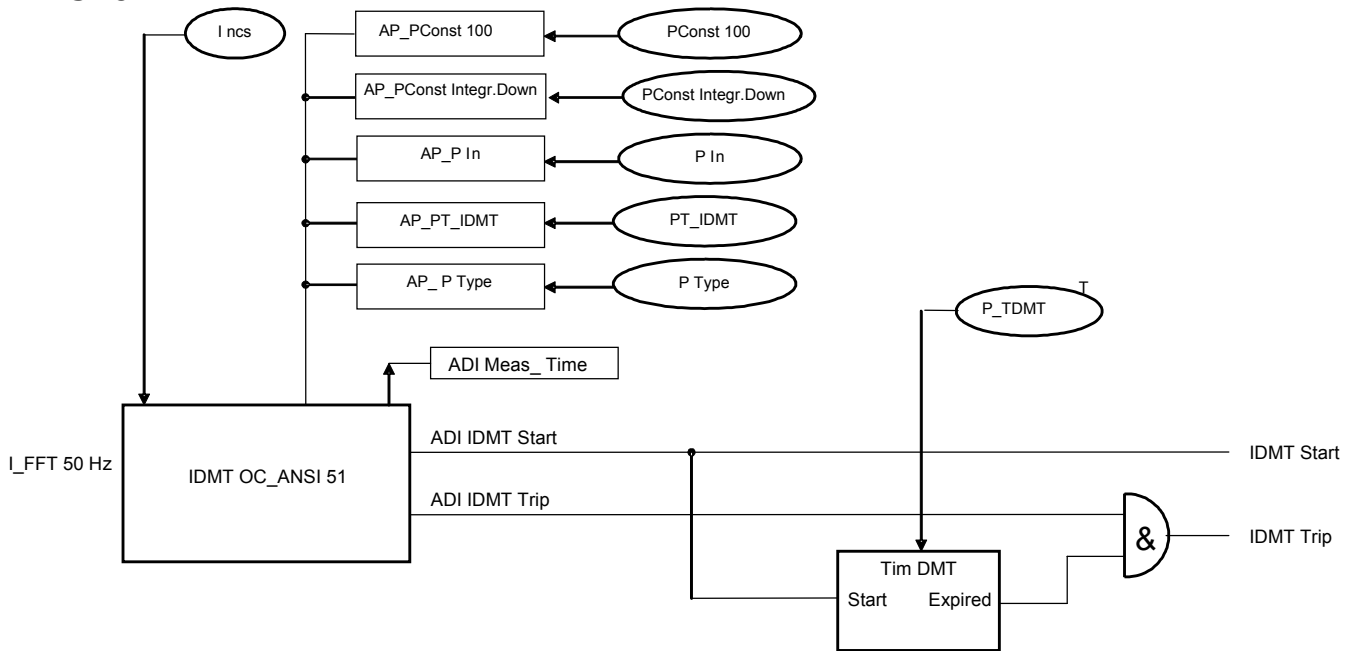 I ncs
AP_PConst 100
PConst 100
AP_PConst Integr.Down
PConst Integr.Down
AP_P In
P In
AP_PT_IDMT
PT_IDMT
AP_ P Type
P Type
T
P_TDMT
ADI Meas_ Time
ADI IDMT Start
IDMT Start
I_FFT 50 Hz
IDMT OC_ANSI 51
ADI IDMT Trip
&
IDMT Trip
Tim DMT
Start
Expired